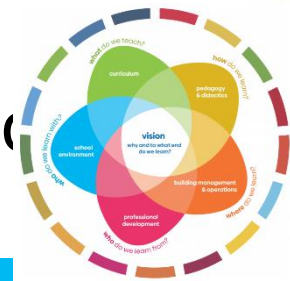 what do we teach?
curriculum
how do we learn?
pedagogy
& didactics
vision
why and to what end
do we learn?
who do we learn with?
school
environment
building management
& operations
where do we learn?
professional
development
who do we learn from?